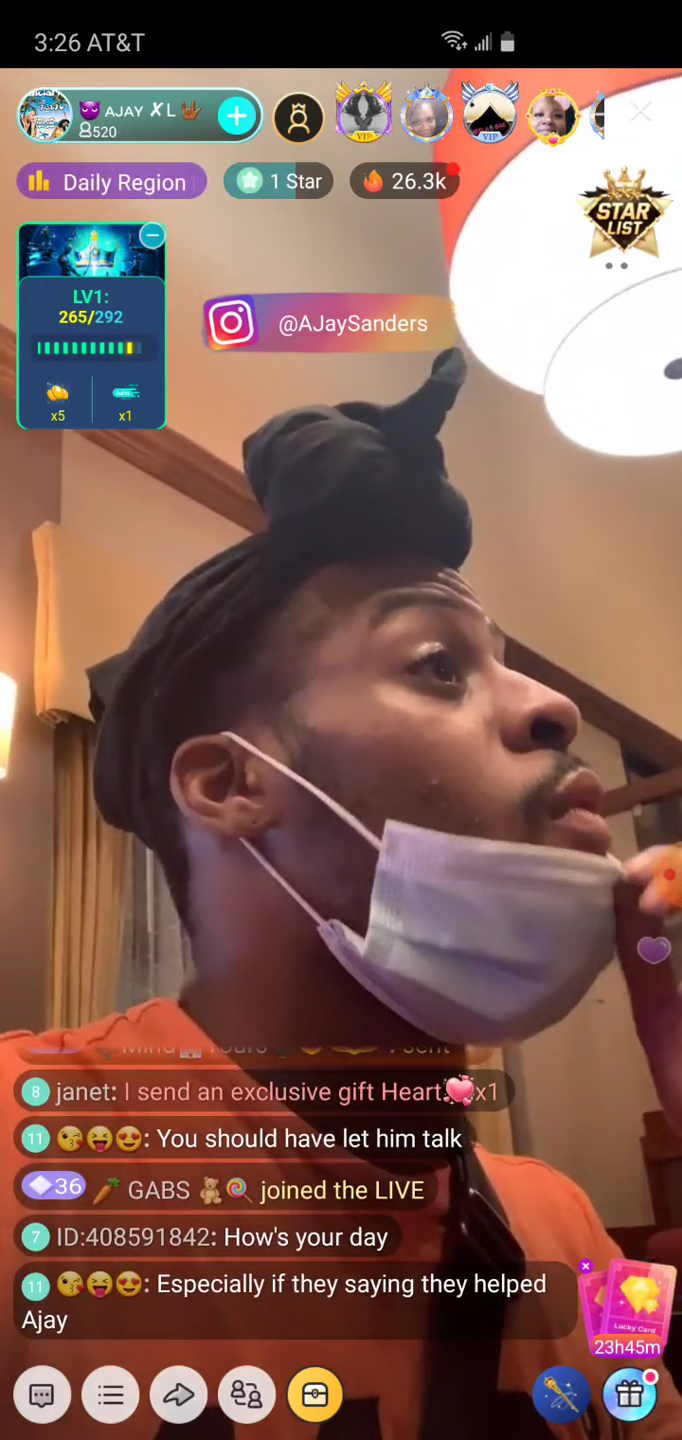 3:26 AT&T
😈 AJAY ✗L 🤟🏾
520
VIP
VIP
Daily Region
1 Star
26.3k
STAR
LIST
LV1:
265/292
x5
x1
@AJaySanders
8 janet: I send an exclusive gift Heart💞x1
11 😘😝😍: You should have let him talk
36 🥕 GABS 🧸🍭 joined the LIVE
7 ID:408591842: How's your day
11 😘😝😍: Especially if they saying they helped
Ajay
Lucky Card
23h45m